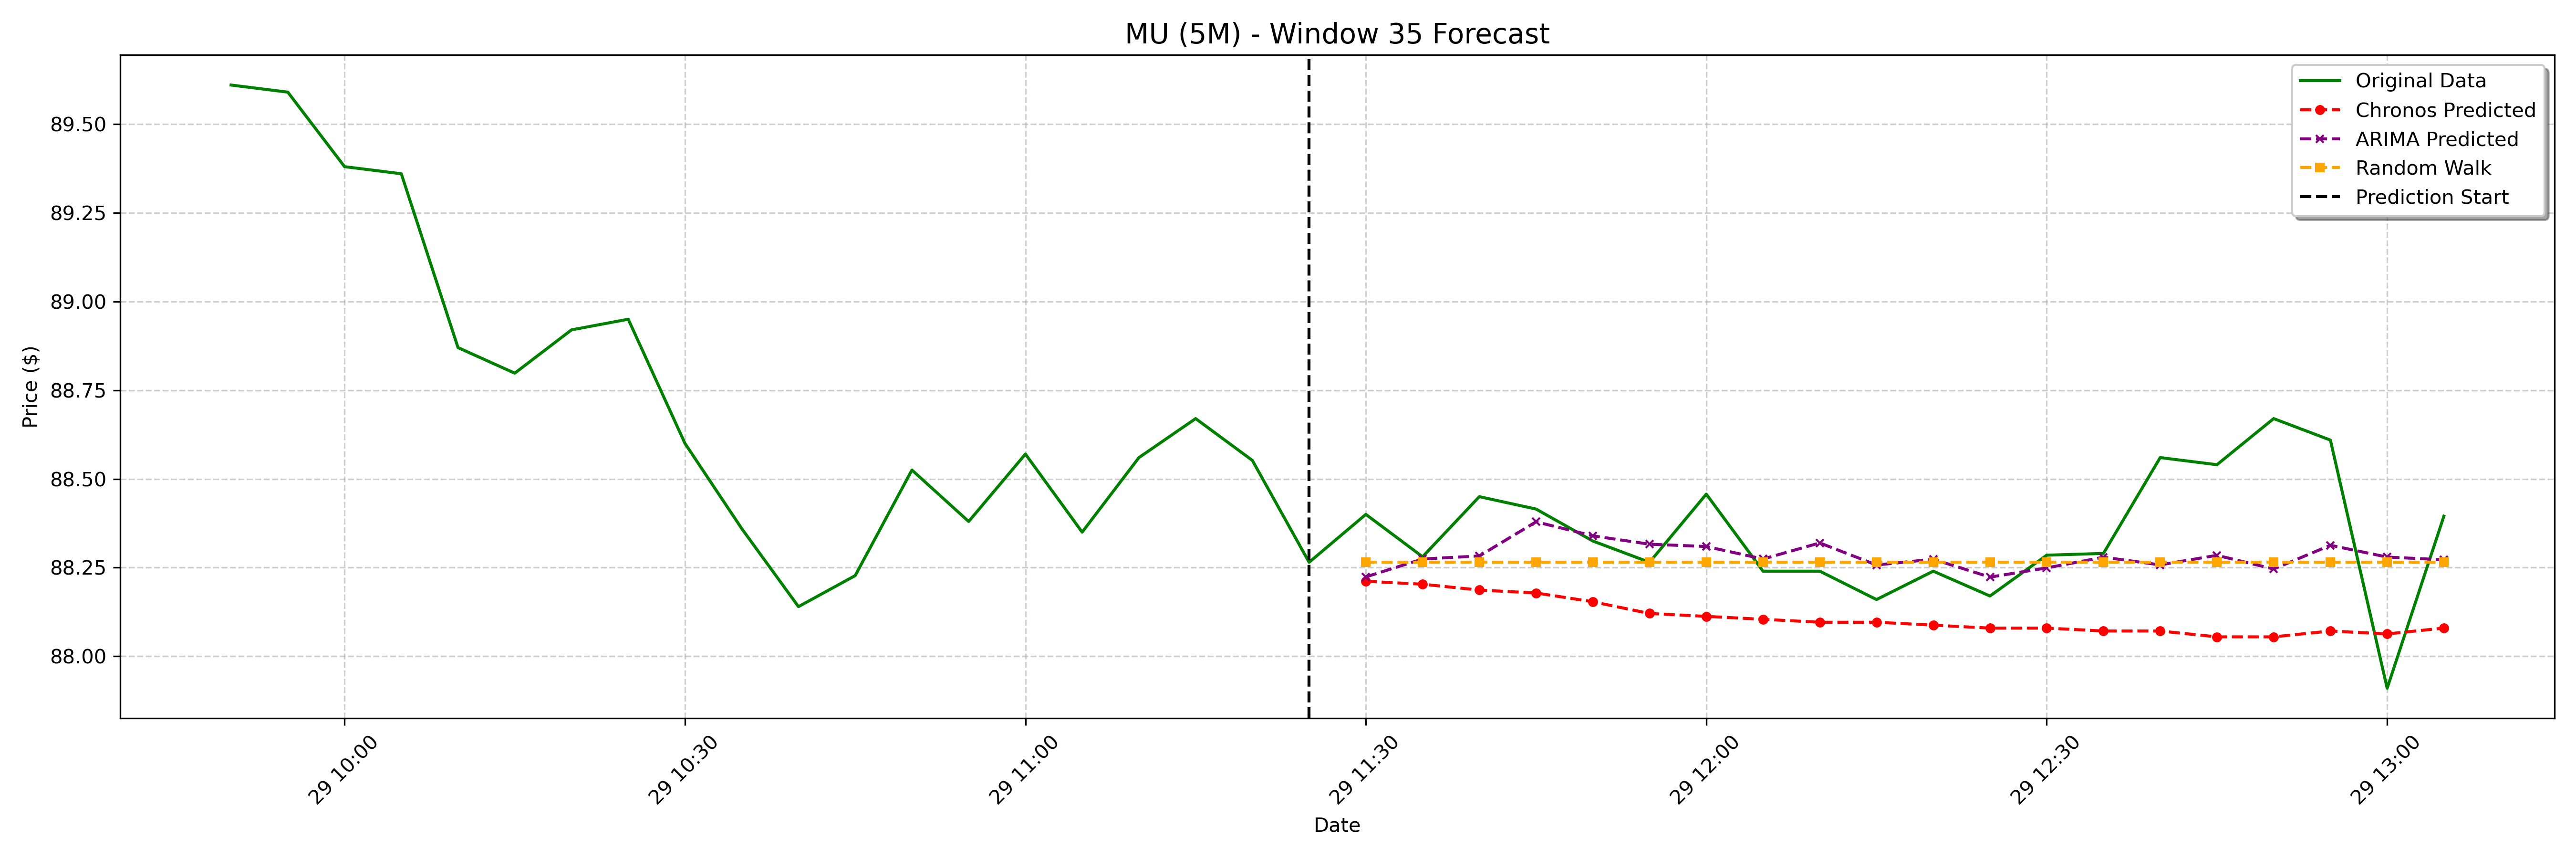 MU (5M) - Window 35 Forecast
Original Data
Chronos Predicted
ARIMA Predicted
Random Walk
Prediction Start
Price ($)
89.50
89.25
89.00
88.75
88.50
88.25
88.00
29 10:00
29 10:30
29 11:00
29 11:30
29 12:00
29 12:30
29 13:00
Date